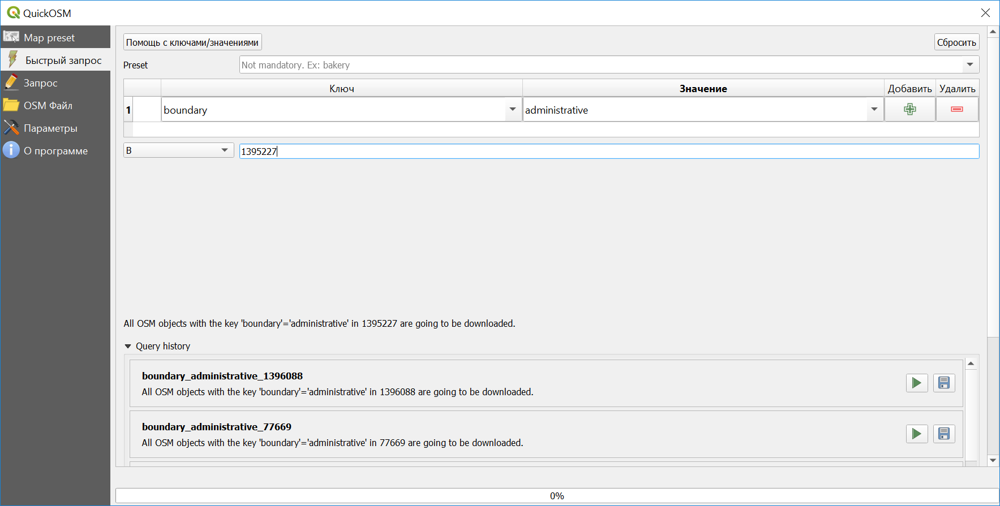 QuickOSM
Map preset
Быстрый запрос
Запрос
OSM Файл
Параметры
О программе
Помощь с ключами/значениями
Сбросить
Preset
Not mandatory. Ex: bakery
Ключ
Значение
Добавить
Удалить
1
boundary
administrative
В
1395227
All OSM objects with the key 'boundary'='administrative' in 1395227 are going to be downloaded.
Query history
boundary_administrative_1396088
All OSM objects with the key 'boundary'='administrative' in 1396088 are going to be downloaded.
boundary_administrative_77669
All OSM objects with the key 'boundary'='administrative' in 77669 are going to be downloaded.
0%